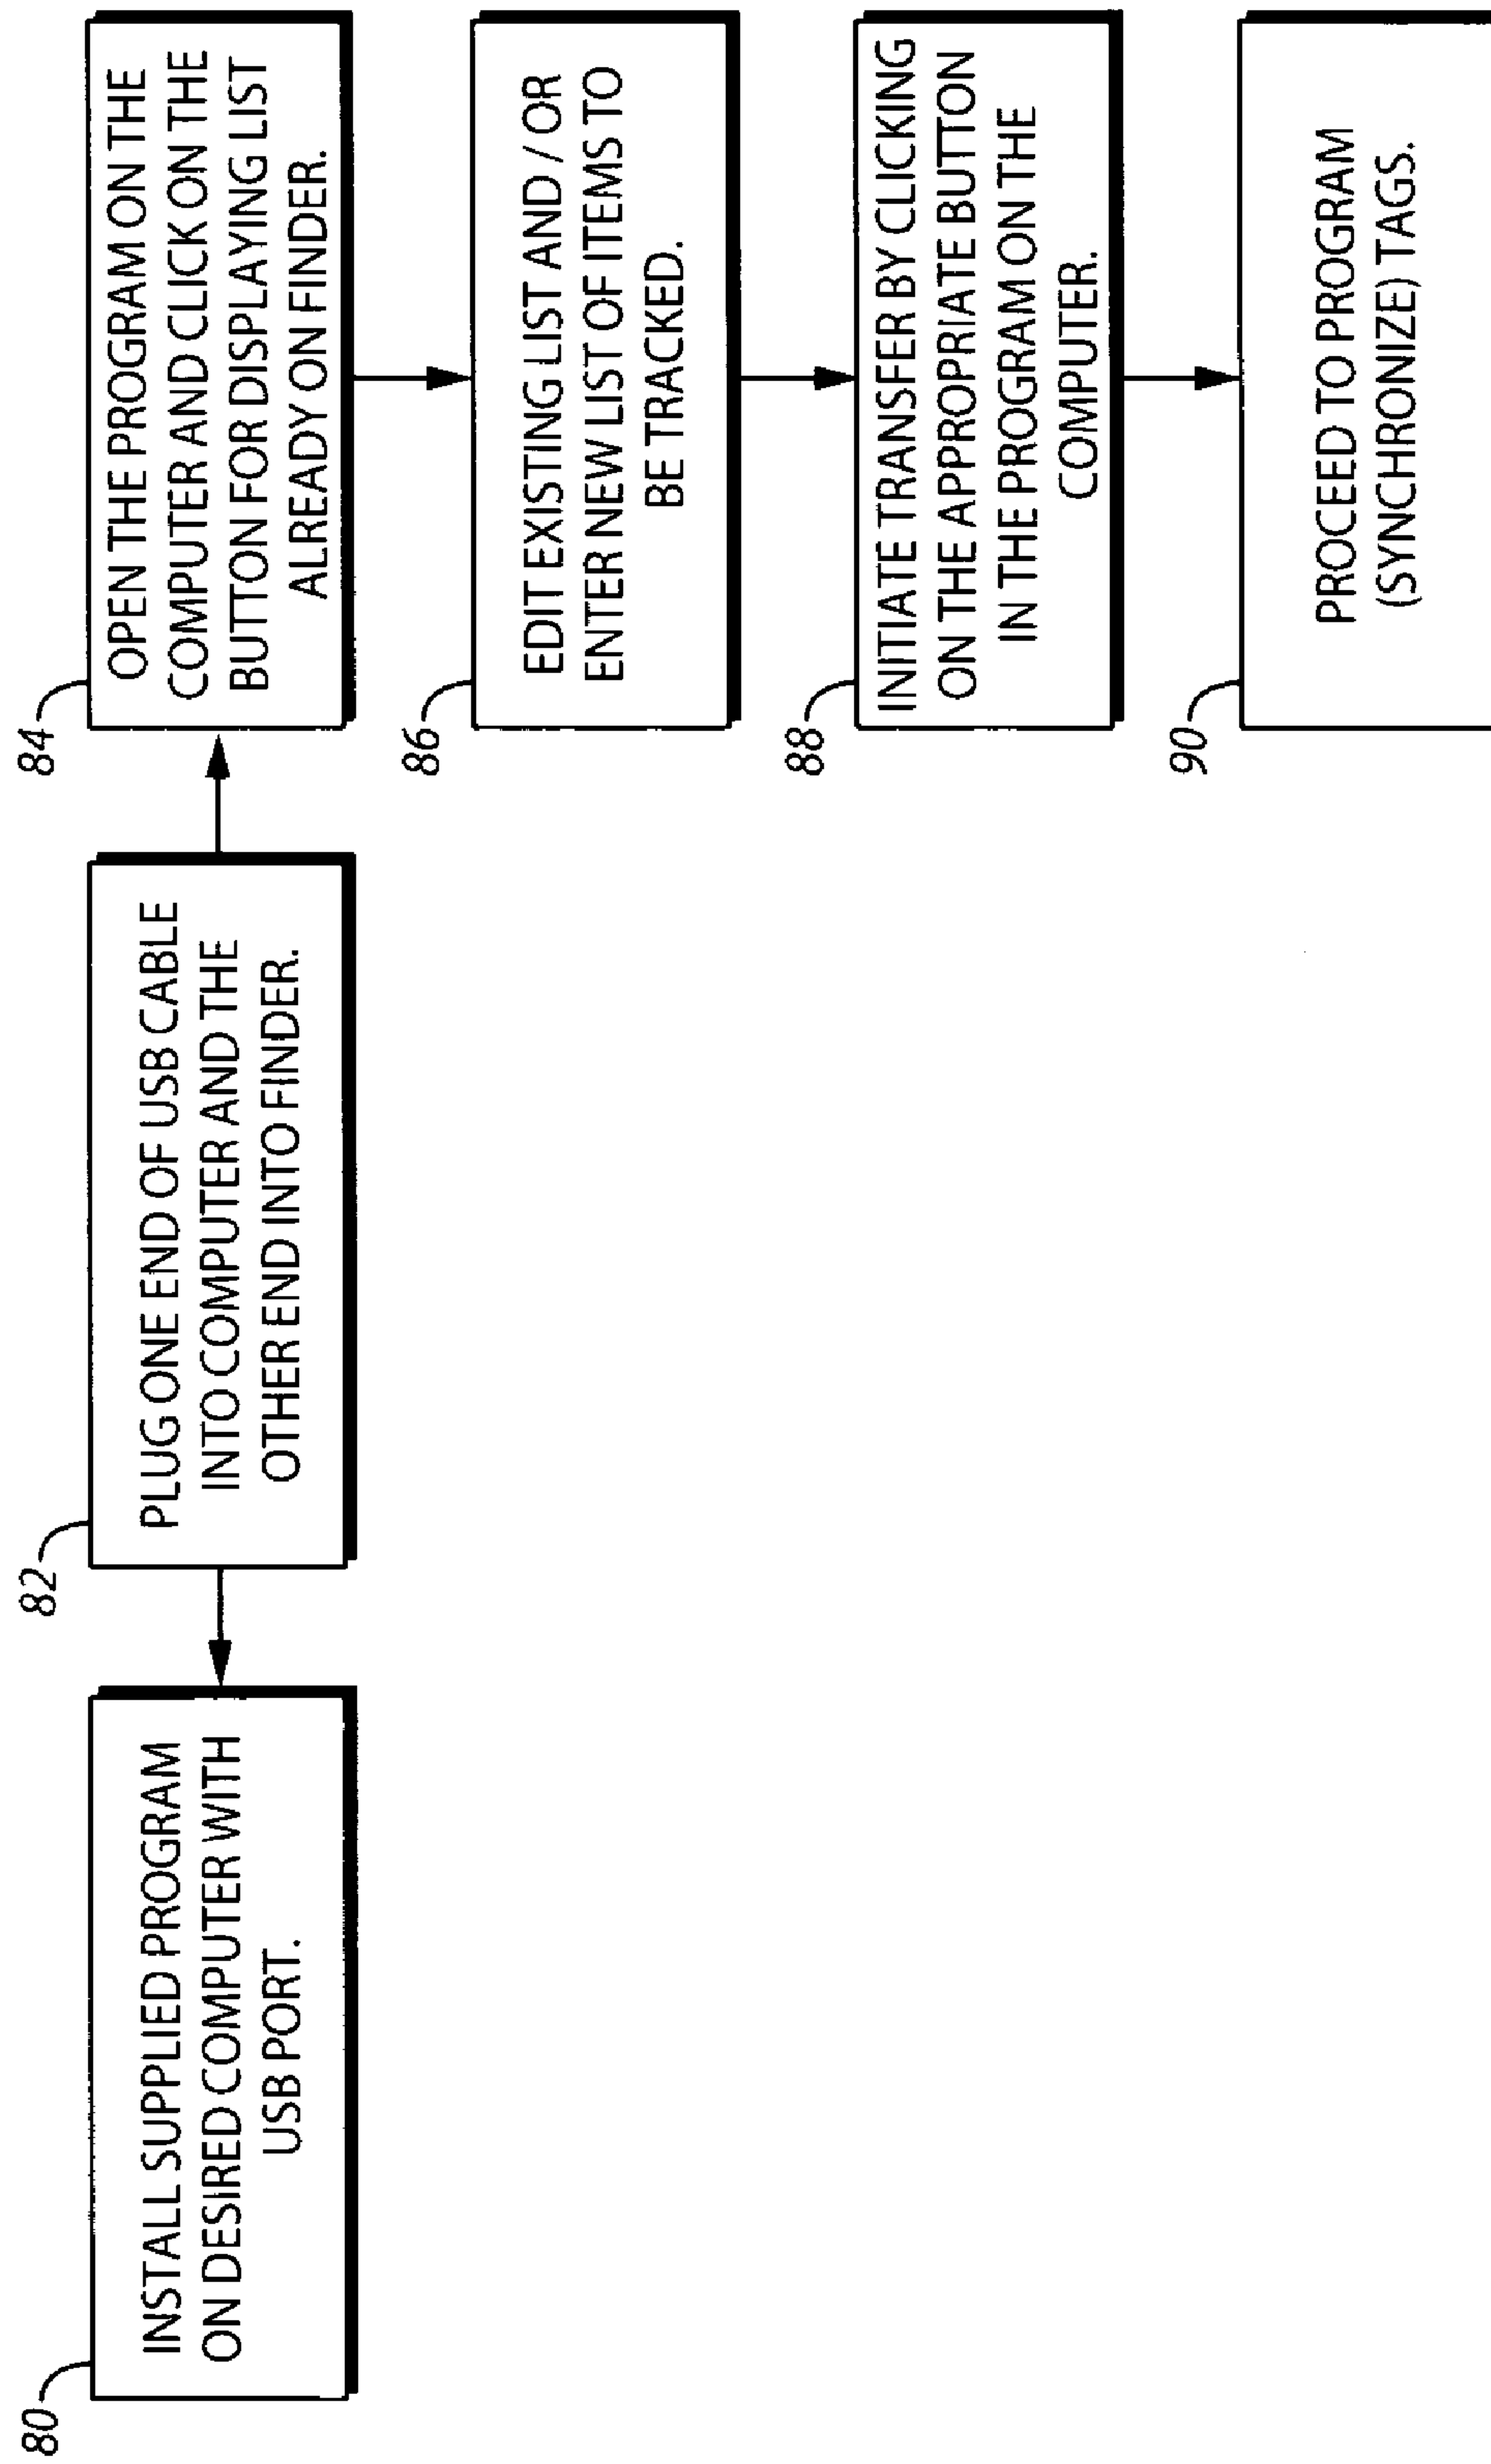 80
INSTALL SUPPLIED PROGRAM
ON DESIRED COMPUTER WITH
USB PORT.
82
PLUG ONE END OF USB CABLE
INTO COMPUTER AND THE
OTHER END INTO FINDER.
84
OPEN THE PROGRAM ON THE
COMPUTER AND CLICK ON THE
BUTTON FOR DISPLAYING LIST
ALREADY ON FINDER.
86
EDIT EXISTING LIST AND / OR
ENTER NEW LIST OF ITEMS TO
BE TRACKED.
88
INITIATE TRANSFER BY CLICKING
ON THE APPROPRIATE BUTTON
IN THE PROGRAM ON THE
COMPUTER.
90
PROCEED TO PROGRAM
(SYNCHRONIZE) TAGS.